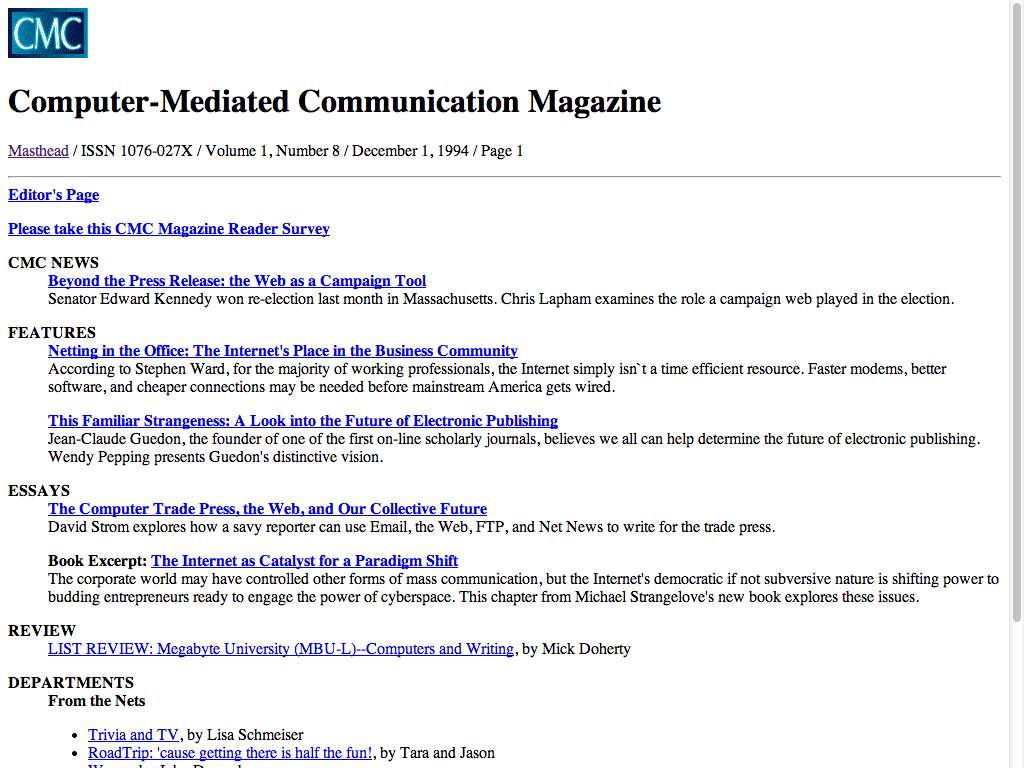 CMC
Computer-Mediated Communication Magazine
Masthead / ISSN 1076-027X / Volume 1, Number 8 / December 1, 1994 / Page 1
Editor's Page
Please take this CMC Magazine Reader Survey
CMC NEWS
Beyond the Press Release: the Web as a Campaign Tool
Senator Edward Kennedy won re-election last month in Massachusetts. Chris Lapham examines the role a campaign web played in the election.
FEATURES
Netting in the Office: The Internet's Place in the Business Community
According to Stephen Ward, for the majority of working professionals, the Internet simply isn`t a time efficient resource. Faster modems, better
software, and cheaper connections may be needed before mainstream America gets wired.
This Familiar Strangeness: A Look into the Future of Electronic Publishing
Jean-Claude Guedon, the founder of one of the first on-line scholarly journals, believes we all can help determine the future of electronic publishing.
Wendy Pepping presents Guedon's distinctive vision.
ESSAYS
The Computer Trade Press, the Web, and Our Collective Future
David Strom explores how a savy reporter can use Email, the Web, FTP, and Net News to write for the trade press.
Book Excerpt: The Internet as Catalyst for a Paradigm Shift
The corporate world may have controlled other forms of mass communication, but the Internet's democratic if not subversive nature is shifting power to
budding entrepreneurs ready to engage the power of cyberspace. This chapter from Michael Strangelove's new book explores these issues.
REVIEW
LIST REVIEW: Megabyte University (MBU-L)--Computers and Writing, by Mick Doherty
DEPARTMENTS
From the Nets
• Trivia and TV, by Lisa Schmeiser
• RoadTrip: 'cause getting there is half the fun!, by Tara and Jason